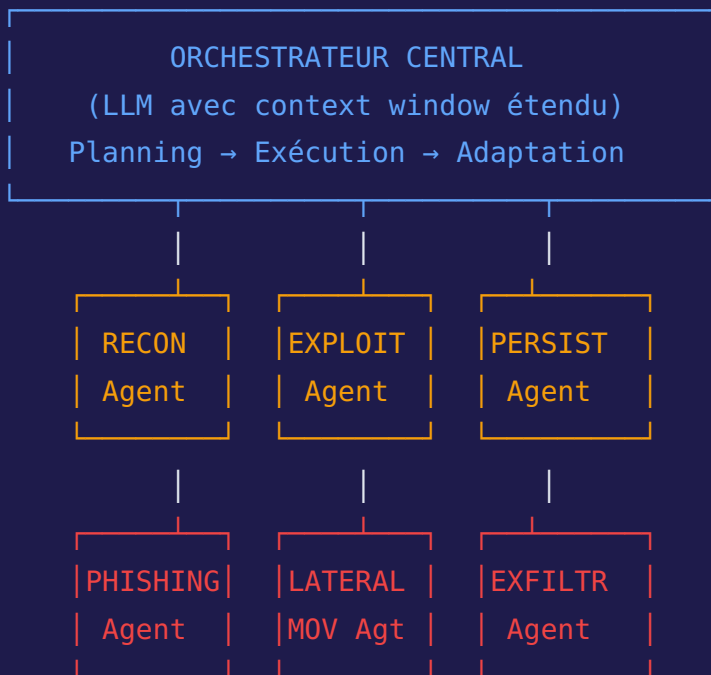 ORCHESTRATEUR CENTRAL
(LLM avec context window étendu)
Planning → Exécution → Adaptation
RECON EXPLOIT PERSIST
Agent Agent Agent
PHISHING LATERAL EXFILTR
Agent MOV Agt Agent